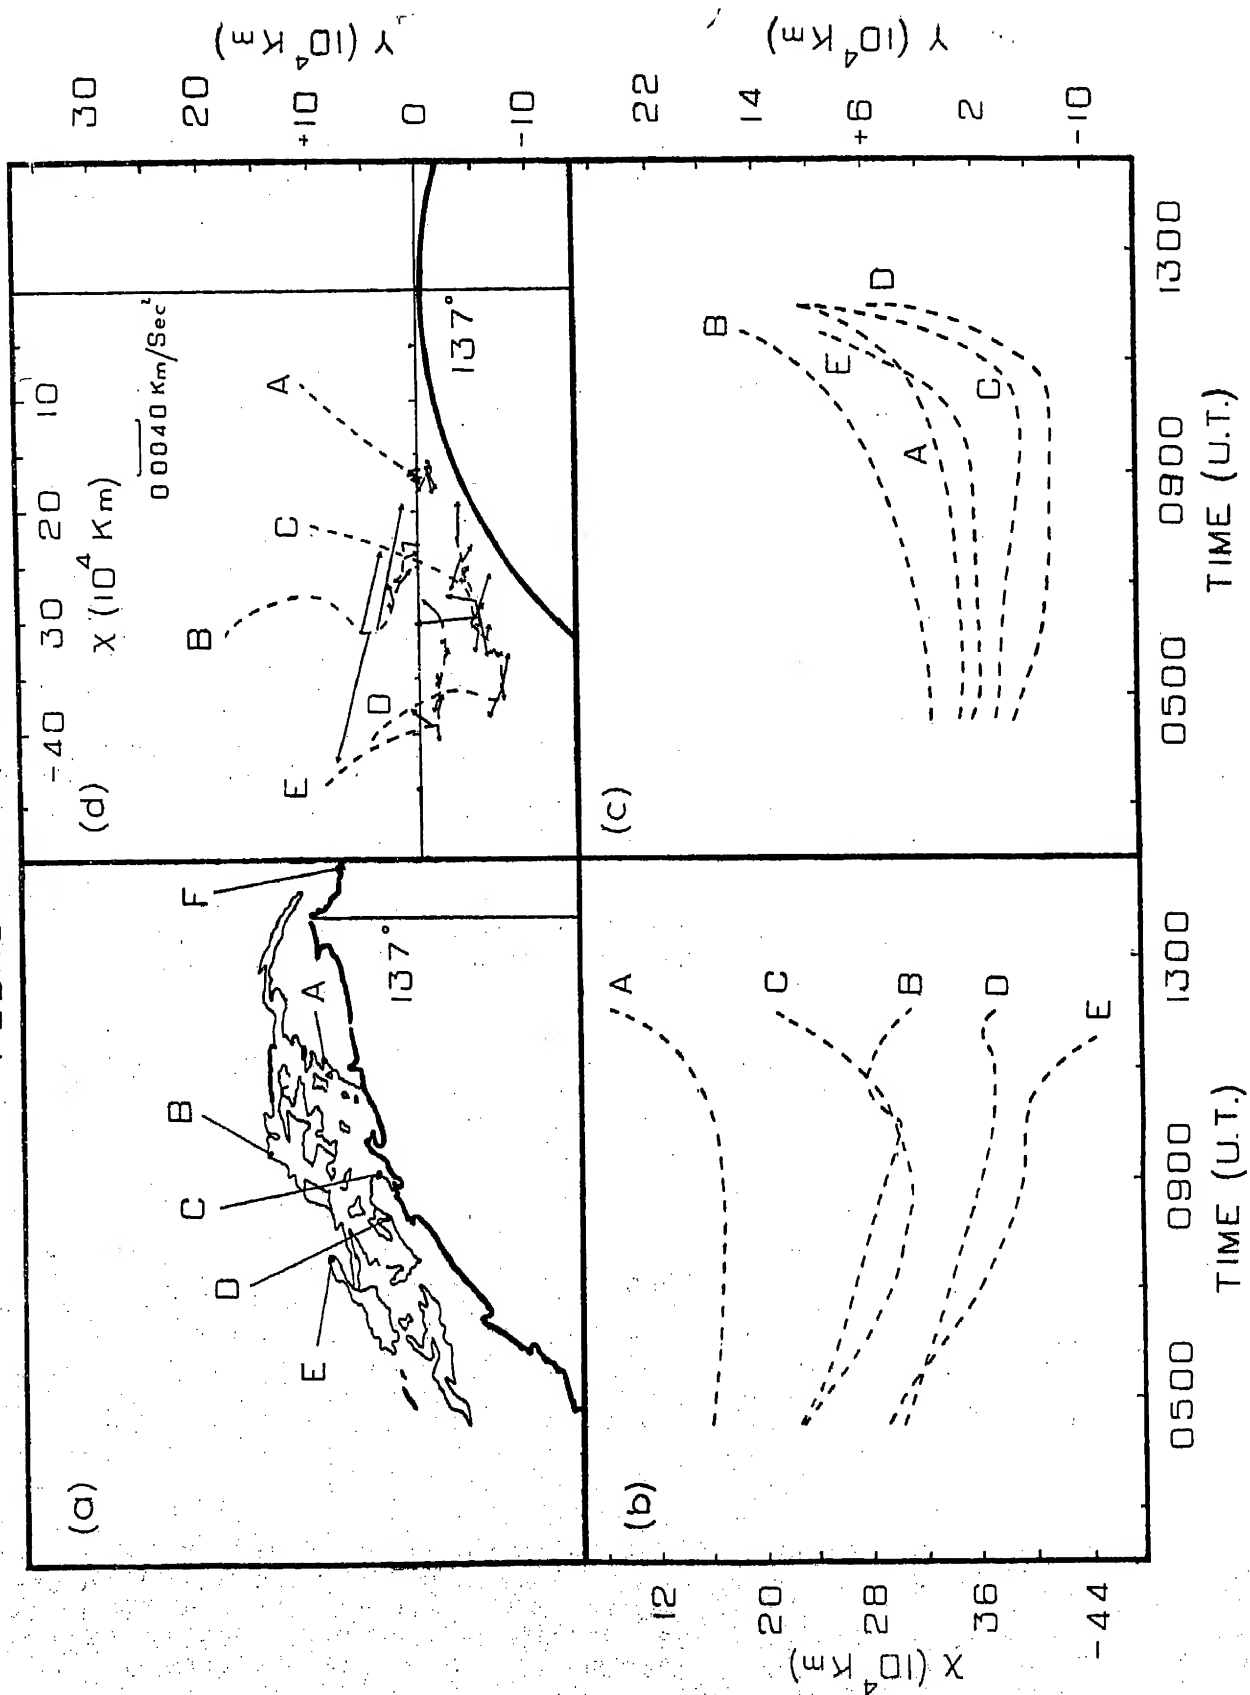 (a)
F
A
B
C
D
E
137°
(d)
-40 30 20 10
X (10⁴ Km)
0.0040 Km/Sec²
A
B
C
D
E
137°
30
20
+10
0
-10
Y (10⁴ Km)
(b)
12
20
28
36
-44
X (10⁴ Km)
A
C
B
D
E
0500 0900 1300
TIME (U.T.)
(c)
B
E
D
A
C
22
14
+6
2
-10
Y (10⁴ Km)
0500 0900 1300
TIME (U.T.)